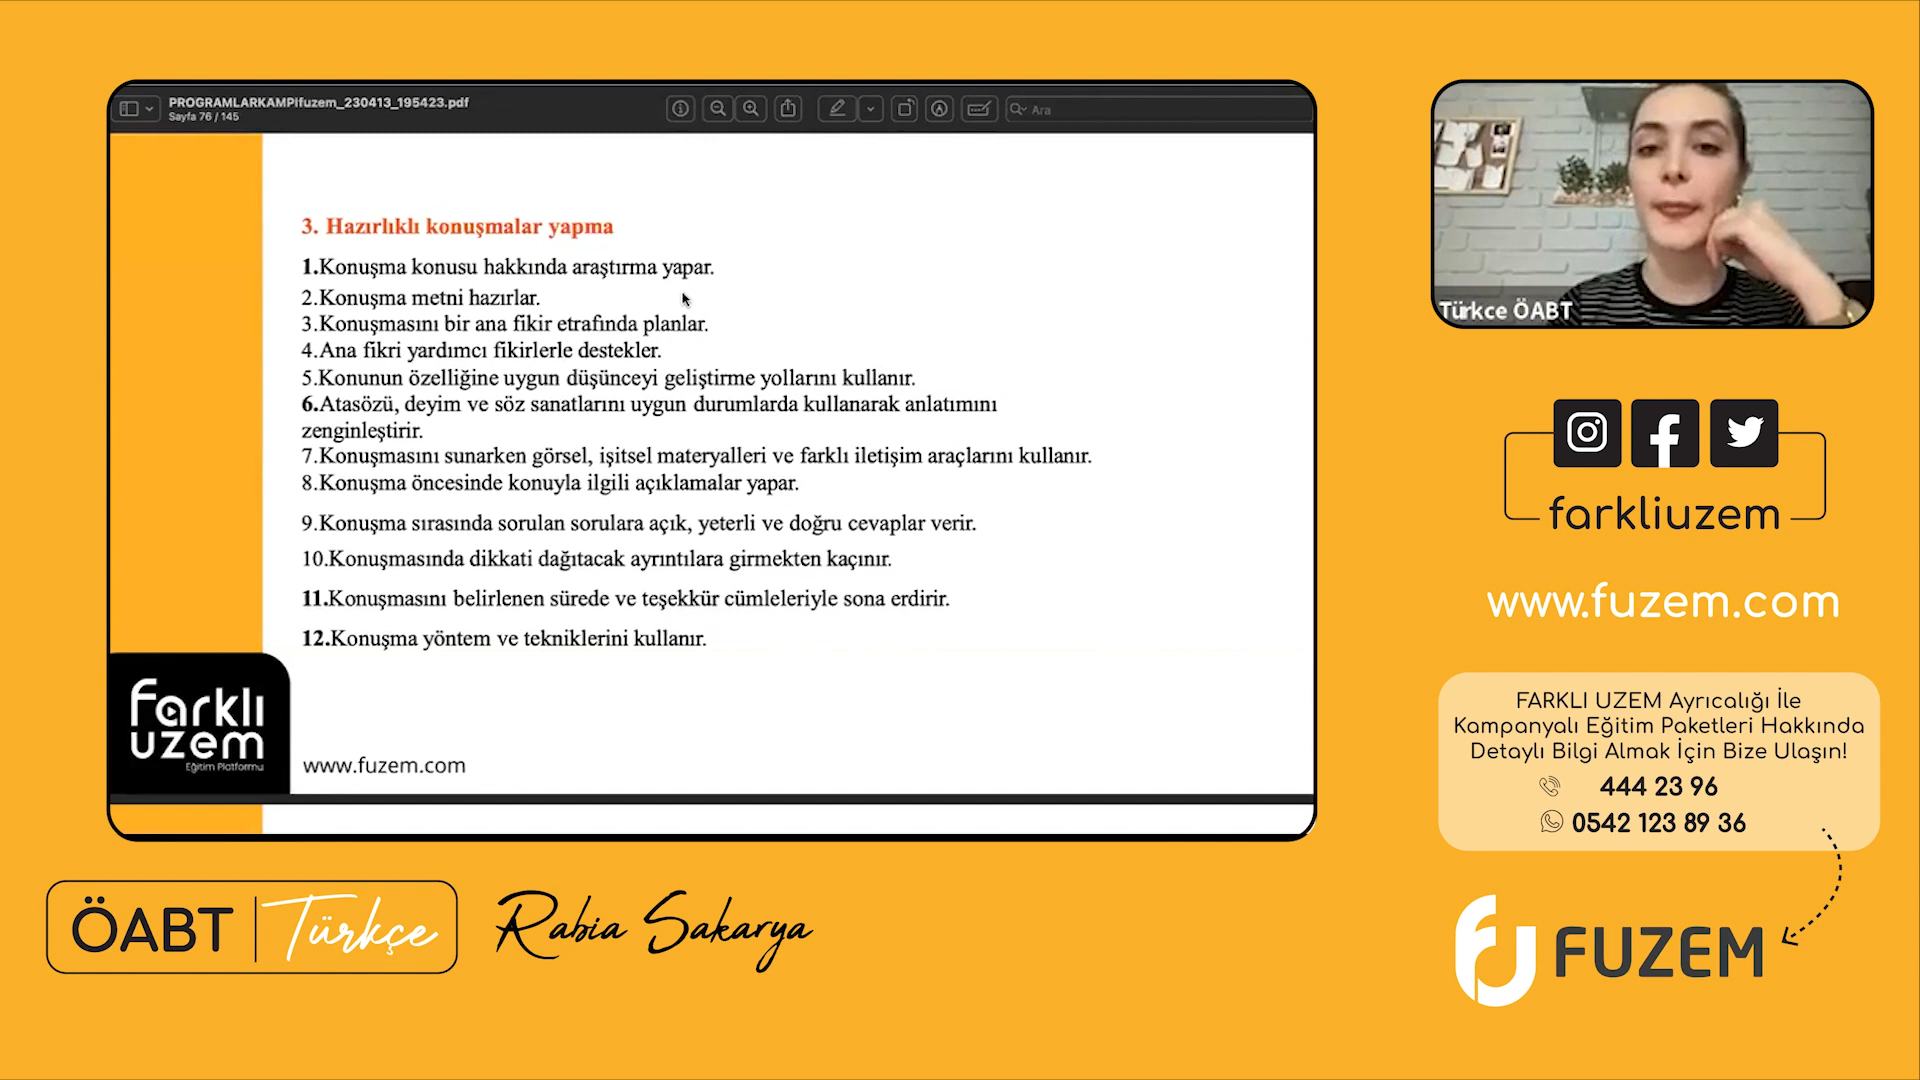 PROGRAMLARKAMPIfuzem_230413_195423.pdf
Sayfa 76 / 145
Ara
3. Hazırlıklı konuşmalar yapma
1.Konuşma konusu hakkında araştırma yapar.
2.Konuşma metni hazırlar.
3.Konuşmasını bir ana fikir etrafında planlar.
4.Ana fikri yardımcı fikirlerle destekler.
5.Konunun özelliğine uygun düşünceyi geliştirme yollarını kullanır.
6.Atasözü, deyim ve söz sanatlarını uygun durumlarda kullanarak anlatımını
zenginleştirir.
7.Konuşmasını sunarken görsel, işitsel materyalleri ve farklı iletişim araçlarını kullanır.
8.Konuşma öncesinde konuyla ilgili açıklamalar yapar.
9.Konuşma sırasında sorulan sorulara açık, yeterli ve doğru cevaplar verir.
10.Konuşmasında dikkati dağıtacak ayrıntılara girmekten kaçınır.
11.Konuşmasını belirlenen sürede ve teşekkür cümleleriyle sona erdirir.
12.Konuşma yöntem ve tekniklerini kullanır.
farklı
uzem
Eğitim Platformu
www.fuzem.com
Türkce ÖABT
farkliuzem
www.fuzem.com
FARKLI UZEM Ayrıcalığı İle
Kampanyalı Eğitim Paketleri Hakkında
Detaylı Bilgi Almak İçin Bize Ulaşın!
444 23 96
0542 123 89 36
ÖABT Türkçe
Rabia Sakarya
FUZEM